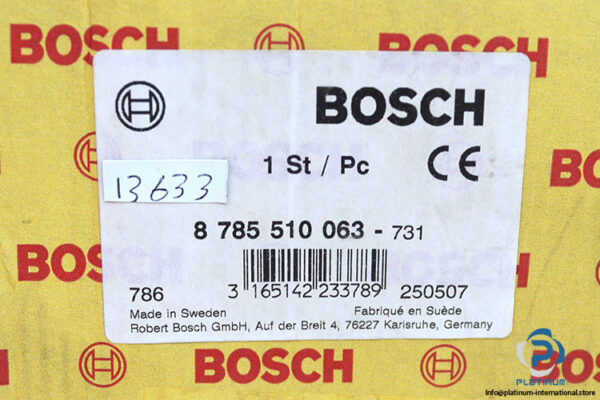 BOSCH BOSCH
BOSCH
1 St / Pc CE
13633
8 785 510 063 - 731
786 3 165142 233789 250507
Made in Sweden Fabriqué en Suède
Robert Bosch GmbH, Auf der Breit 4, 76227 Karlsruhe, Germany
BOSCH BOSCH
PLATINUM
INTERNATIONAL
info@platinum-international.store